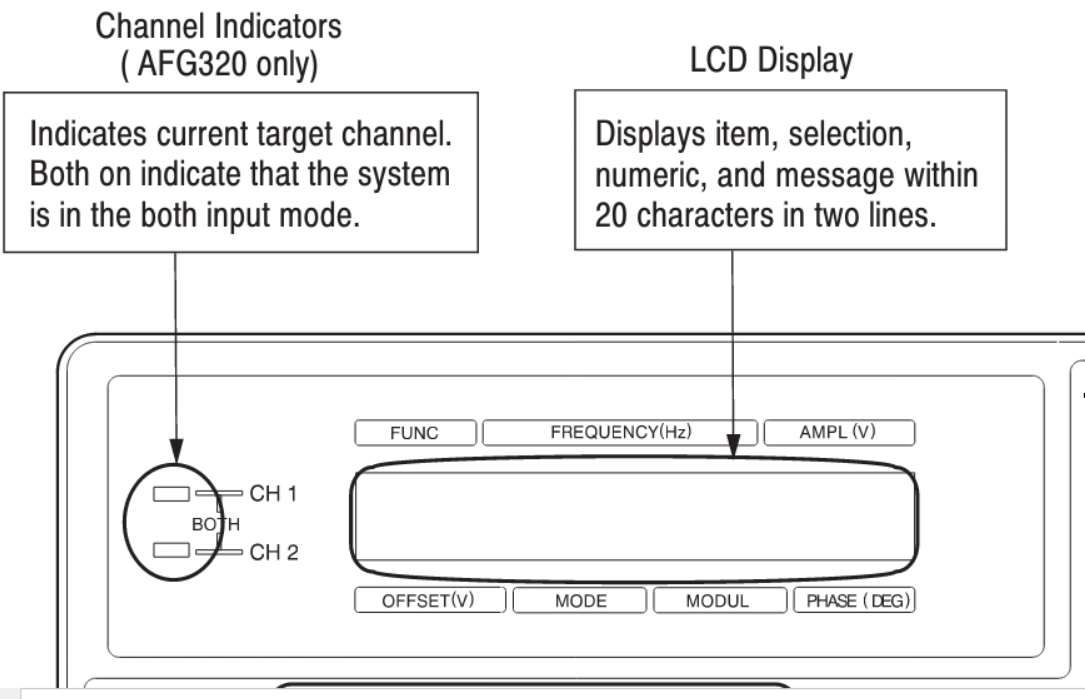 Channel Indicators
( AFG320 only)
LCD Display
Indicates current target channel.
Both on indicate that the system
is in the both input mode.
Displays item, selection,
numeric, and message within
20 characters in two lines.
FUNC
FREQUENCY(Hz)
AMPL (V)
CH 1
BOTH
CH 2
OFFSET(V)
MODE
MODUL
PHASE ( DEG)